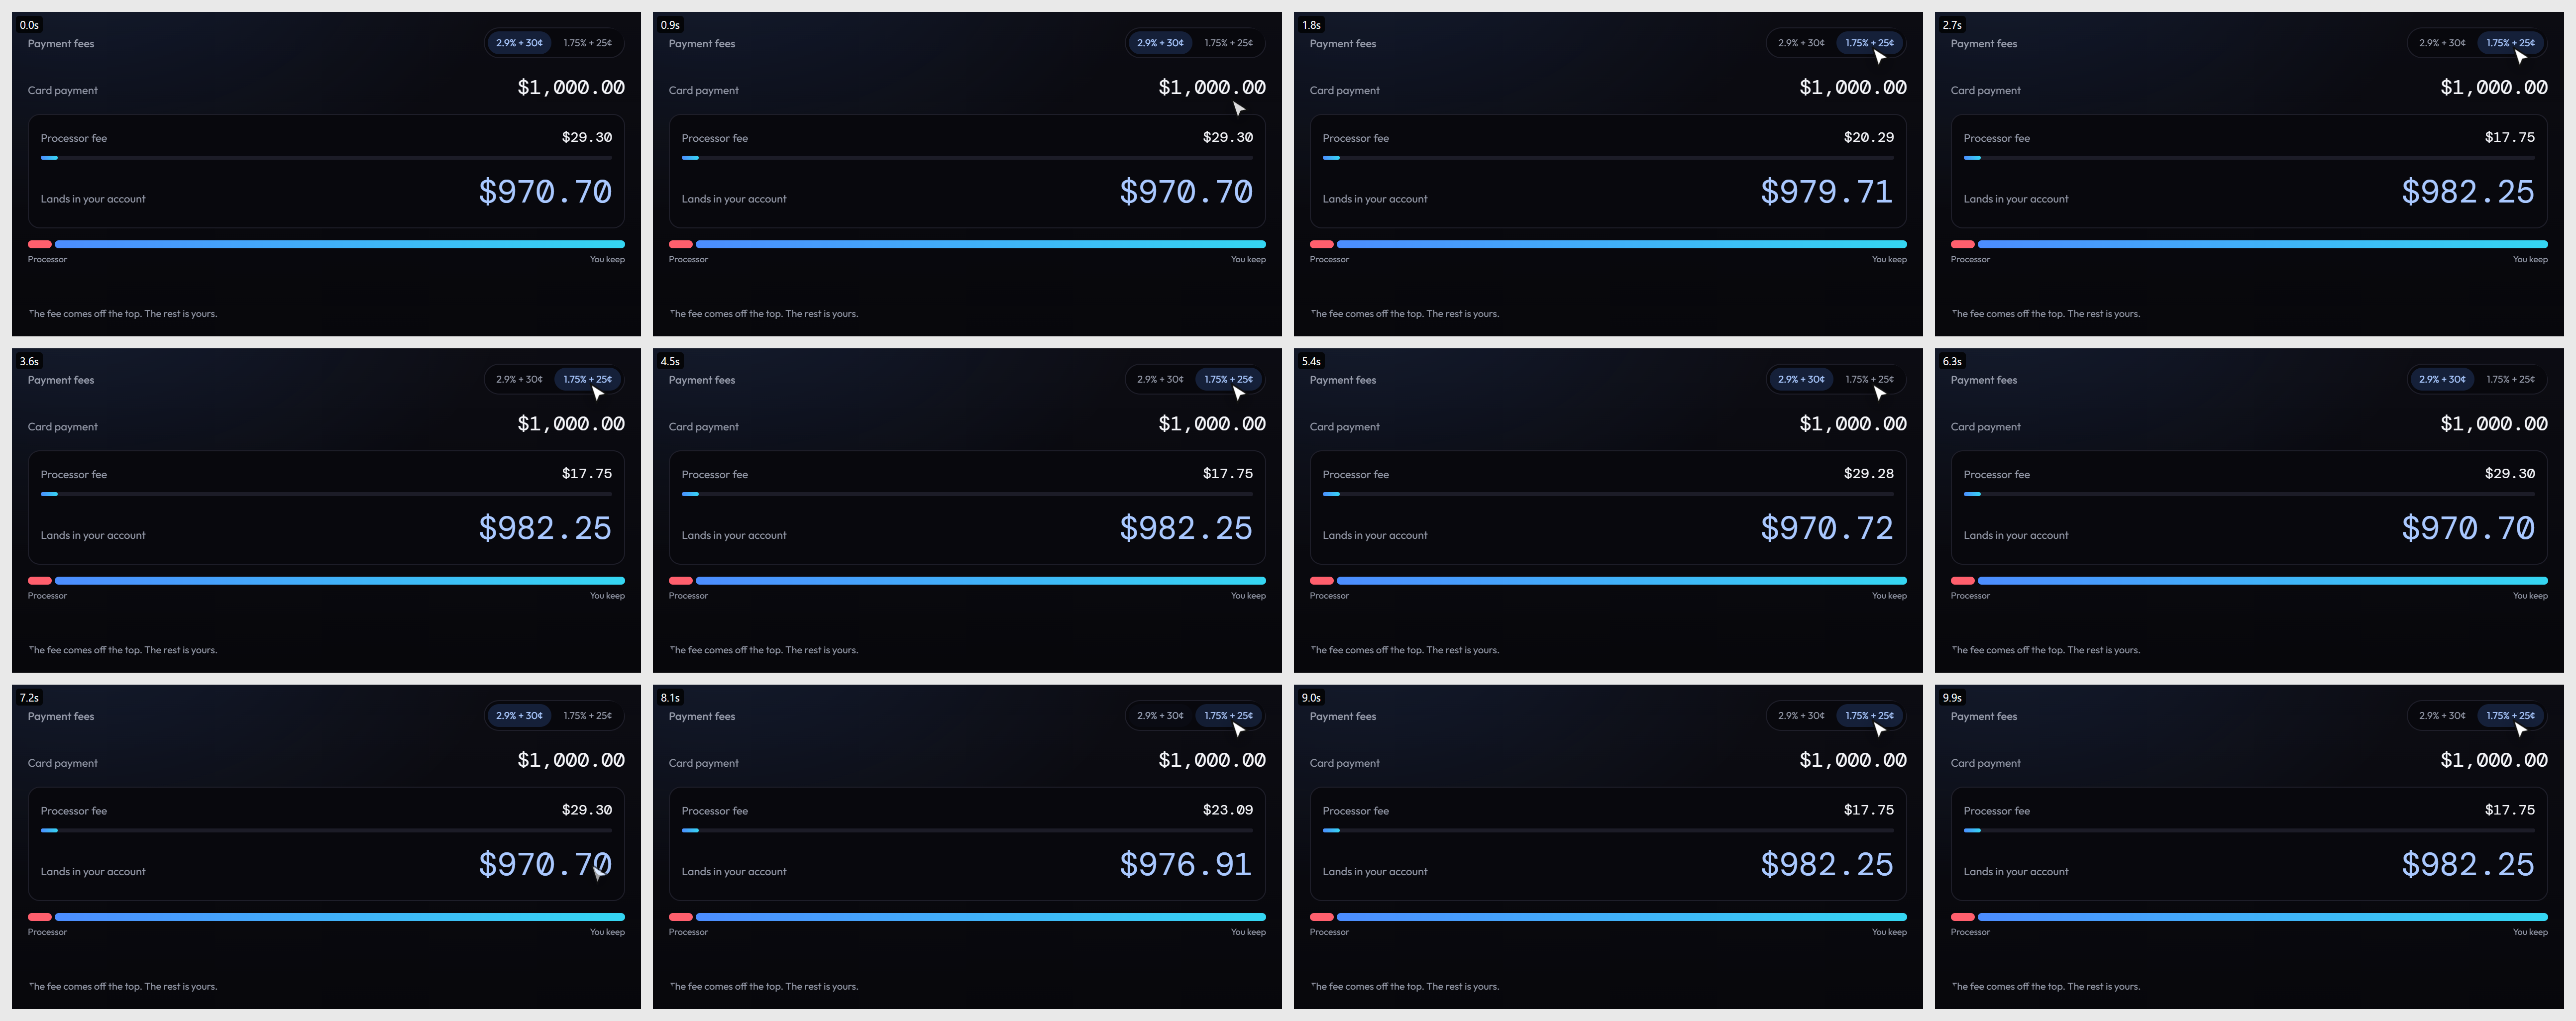 0.0s
Payment fees
2.9% + 30¢ 1.75% + 25¢
Card payment $1,000.00
Processor fee $29.30
Lands in your account $970.70
Processor You keep
The fee comes off the top. The rest is yours.
0.9s
Payment fees
2.9% + 30¢ 1.75% + 25¢
Card payment $1,000.00
Processor fee $29.30
Lands in your account $970.70
Processor You keep
The fee comes off the top. The rest is yours.
1.8s
Payment fees
2.9% + 30¢ 1.75% + 25¢
Card payment $1,000.00
Processor fee $20.29
Lands in your account $979.71
Processor You keep
The fee comes off the top. The rest is yours.
2.7s
Payment fees
2.9% + 30¢ 1.75% + 25¢
Card payment $1,000.00
Processor fee $17.75
Lands in your account $982.25
Processor You keep
The fee comes off the top. The rest is yours.
3.6s
Payment fees
2.9% + 30¢ 1.75% + 25¢
Card payment $1,000.00
Processor fee $17.75
Lands in your account $982.25
Processor You keep
The fee comes off the top. The rest is yours.
4.5s
Payment fees
2.9% + 30¢ 1.75% + 25¢
Card payment $1,000.00
Processor fee $17.75
Lands in your account $982.25
Processor You keep
The fee comes off the top. The rest is yours.
5.4s
Payment fees
2.9% + 30¢ 1.75% + 25¢
Card payment $1,000.00
Processor fee $29.28
Lands in your account $970.72
Processor You keep
The fee comes off the top. The rest is yours.
6.3s
Payment fees
2.9% + 30¢ 1.75% + 25¢
Card payment $1,000.00
Processor fee $29.30
Lands in your account $970.70
Processor You keep
The fee comes off the top. The rest is yours.
7.2s
Payment fees
2.9% + 30¢ 1.75% + 25¢
Card payment $1,000.00
Processor fee $29.30
Lands in your account $970.70
Processor You keep
The fee comes off the top. The rest is yours.
8.1s
Payment fees
2.9% + 30¢ 1.75% + 25¢
Card payment $1,000.00
Processor fee $23.09
Lands in your account $976.91
Processor You keep
The fee comes off the top. The rest is yours.
9.0s
Payment fees
2.9% + 30¢ 1.75% + 25¢
Card payment $1,000.00
Processor fee $17.75
Lands in your account $982.25
Processor You keep
The fee comes off the top. The rest is yours.
9.9s
Payment fees
2.9% + 30¢ 1.75% + 25¢
Card payment $1,000.00
Processor fee $17.75
Lands in your account $982.25
Processor You keep
The fee comes off the top. The rest is yours.